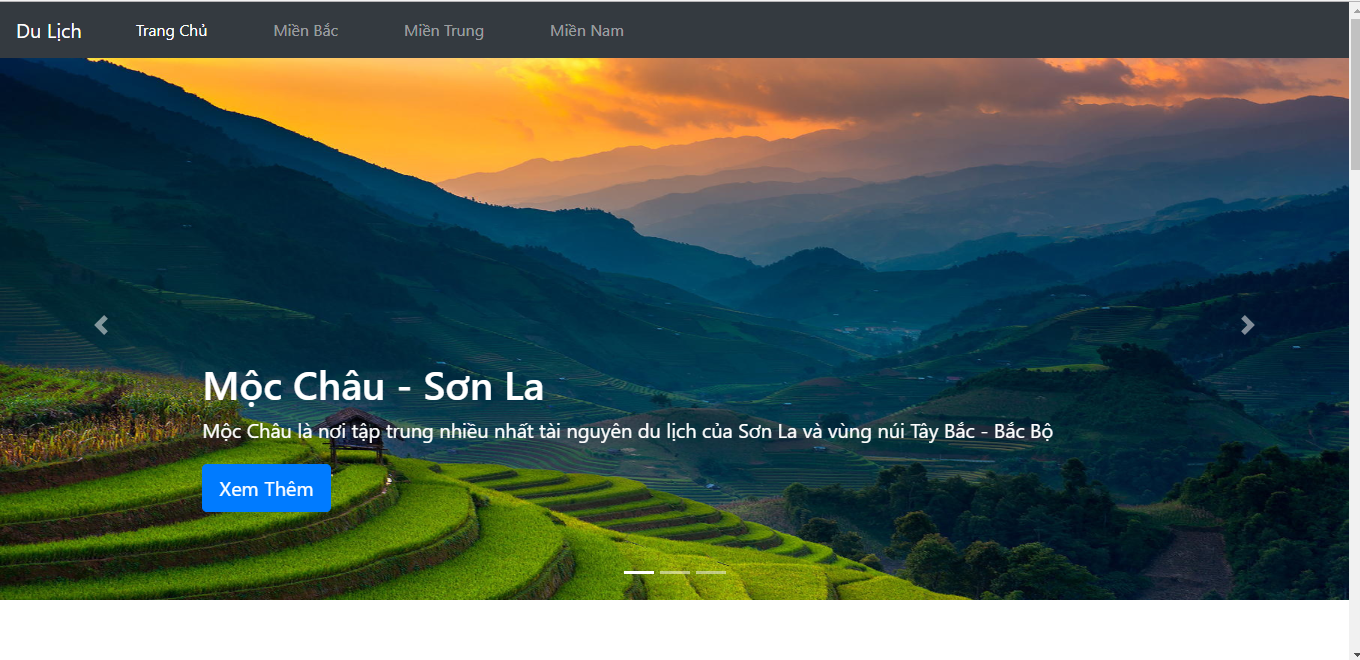 Du Lịch Trang Chủ Miền Bắc Miền Trung Miền Nam
Mộc Châu - Sơn La
Mộc Châu là nơi tập trung nhiều nhất tài nguyên du lịch của Sơn La và vùng núi Tây Bắc - Bắc Bộ
Xem Thêm